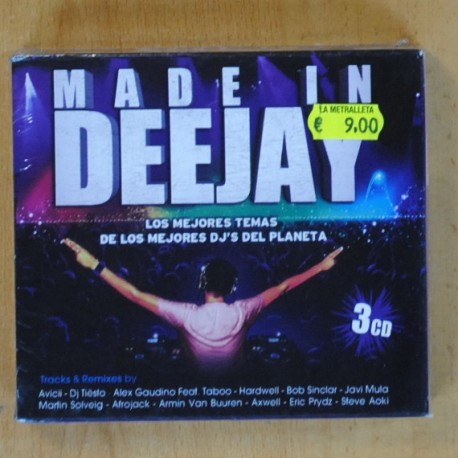 MADE IN
DEEJAY
LA METRALLETA
€ 9,00
LOS MEJORES TEMAS
DE LOS MEJORES DJ'S DEL PLANETA
3 CD
Tracks & Remixes by
Avicii - Dj Tiësto - Alex Gaudino Feat. Taboo - Hardwell - Bob Sinclar - Javi Mula
Martin Solveig - Afrojack - Armin Van Buuren - Axwell - Eric Prydz - Steve Aoki